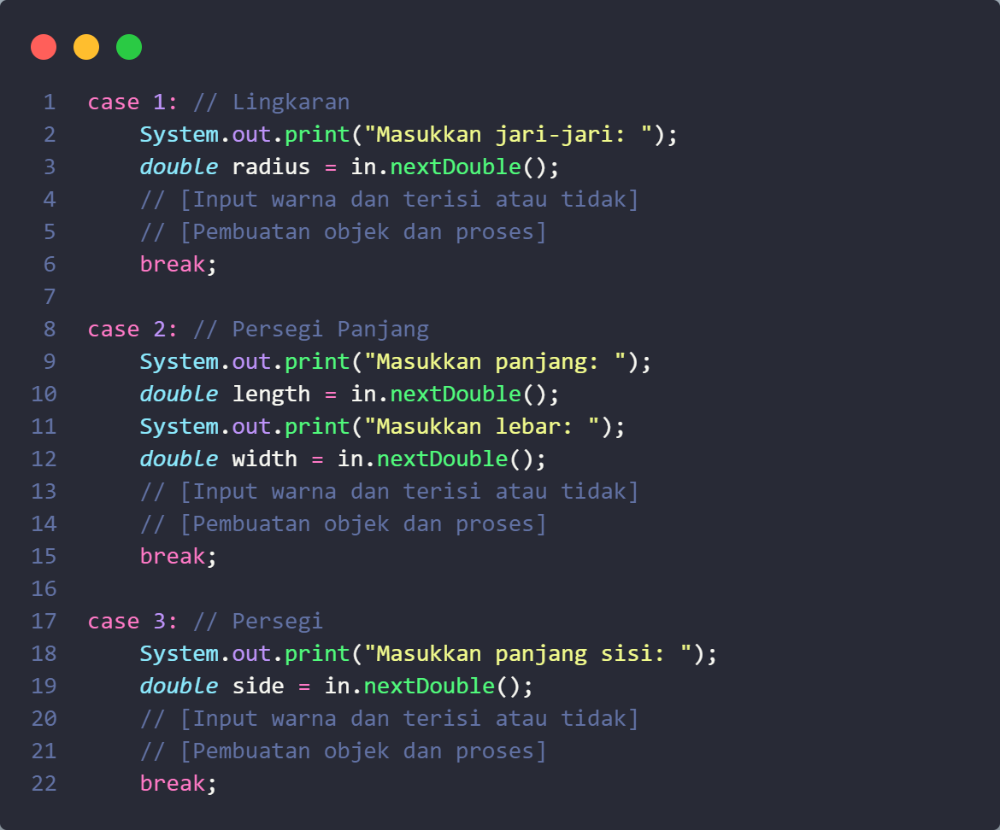 1 case 1: // Lingkaran
2     System.out.print("Masukkan jari-jari: ");
3     double radius = in.nextDouble();
4     // [Input warna dan terisi atau tidak]
5     // [Pembuatan objek dan proses]
6     break;
7
8 case 2: // Persegi Panjang
9     System.out.print("Masukkan panjang: ");
10     double length = in.nextDouble();
11     System.out.print("Masukkan lebar: ");
12     double width = in.nextDouble();
13     // [Input warna dan terisi atau tidak]
14     // [Pembuatan objek dan proses]
15     break;
16
17 case 3: // Persegi
18     System.out.print("Masukkan panjang sisi: ");
19     double side = in.nextDouble();
20     // [Input warna dan terisi atau tidak]
21     // [Pembuatan objek dan proses]
22     break;